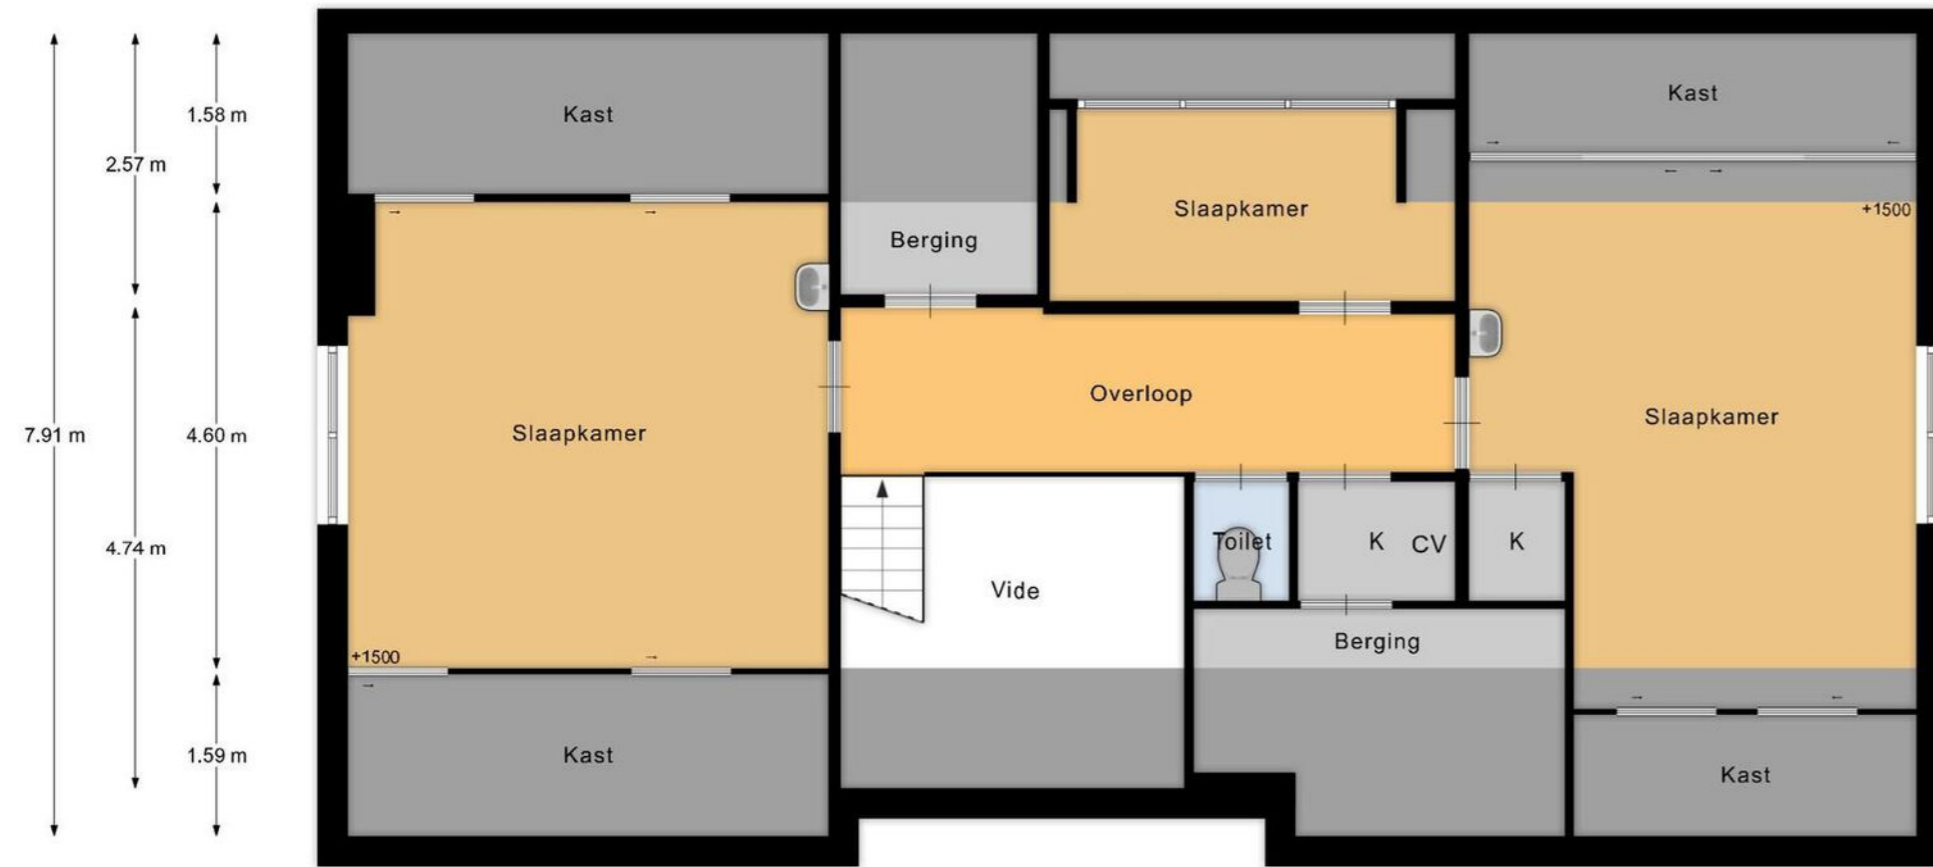 Kast
Kast
1.58 m
2.57 m
Slaapkamer
+1500
Berging
Overloop
Slaapkamer
Slaapkamer
7.91 m
4.60 m
Toilet
K
CV
K
4.74 m
Vide
Berging
+1500
1.59 m
Kast
Kast